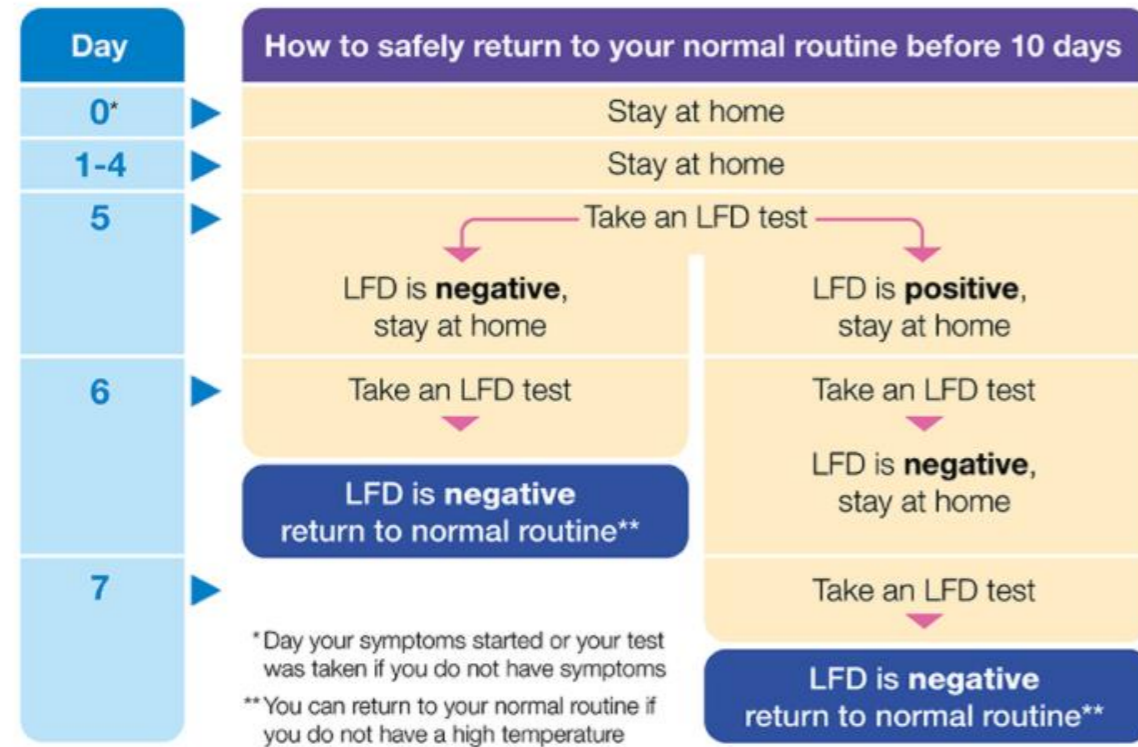 Day
How to safely return to your normal routine before 10 days
0*
Stay at home
1-4
Stay at home
5
Take an LFD test
LFD is negative,
stay at home
LFD is positive,
stay at home
6
Take an LFD test
LFD is negative
return to normal routine**
Take an LFD test
LFD is negative,
stay at home
7
Take an LFD test
LFD is negative
return to normal routine**
*Day your symptoms started or your test
was taken if you do not have symptoms
**You can return to your normal routine if
you do not have a high temperature